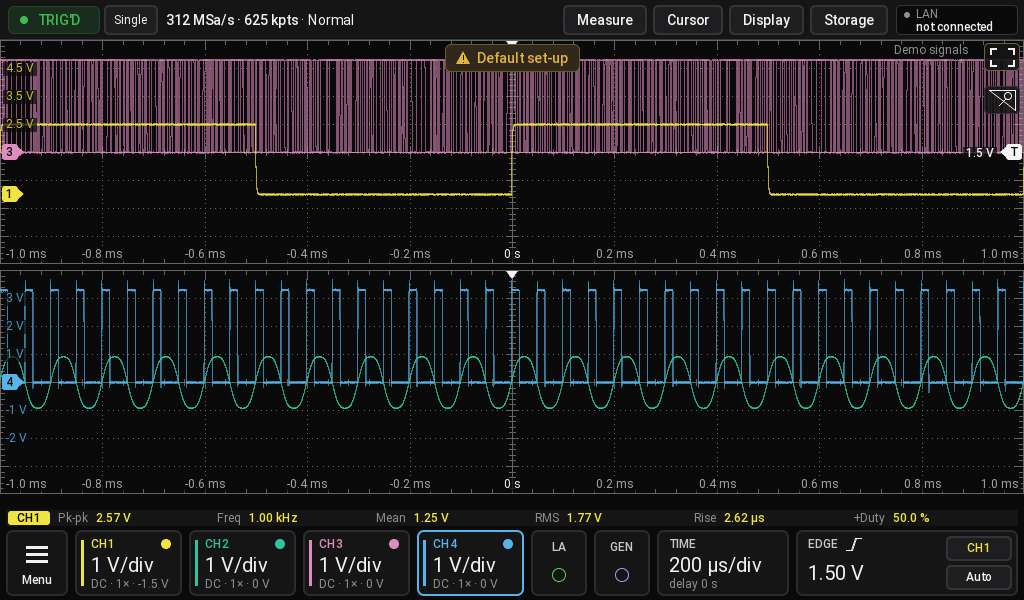 TRIG'D Single 312 MSa/s · 625 kpts · Normal Measure Cursor Display Storage LAN
not connected
Demo signals
Default set-up
4.5 V
3.5 V
2.5 V
3
1.5 V T
1
-1.0 ms -0.8 ms -0.6 ms -0.4 ms -0.2 ms 0 s 0.2 ms 0.4 ms 0.6 ms 0.8 ms 1.0 ms
3 V
2 V
1 V
4
-1 V
-2 V
-1.0 ms -0.8 ms -0.6 ms -0.4 ms -0.2 ms 0 s 0.2 ms 0.4 ms 0.6 ms 0.8 ms 1.0 ms
CH1 Pk-pk 2.57 V Freq 1.00 kHz Mean 1.25 V RMS 1.77 V Rise 2.62 µs +Duty 50.0 %
Menu
CH1
1 V/div
DC · 1× · -1.5 V
CH2
1 V/div
DC · 1× · 0 V
CH3
1 V/div
DC · 1× · 0 V
CH4
1 V/div
DC · 1× · 0 V
LA
GEN
TIME
200 µs/div
delay 0 s
EDGE
1.50 V
CH1
Auto